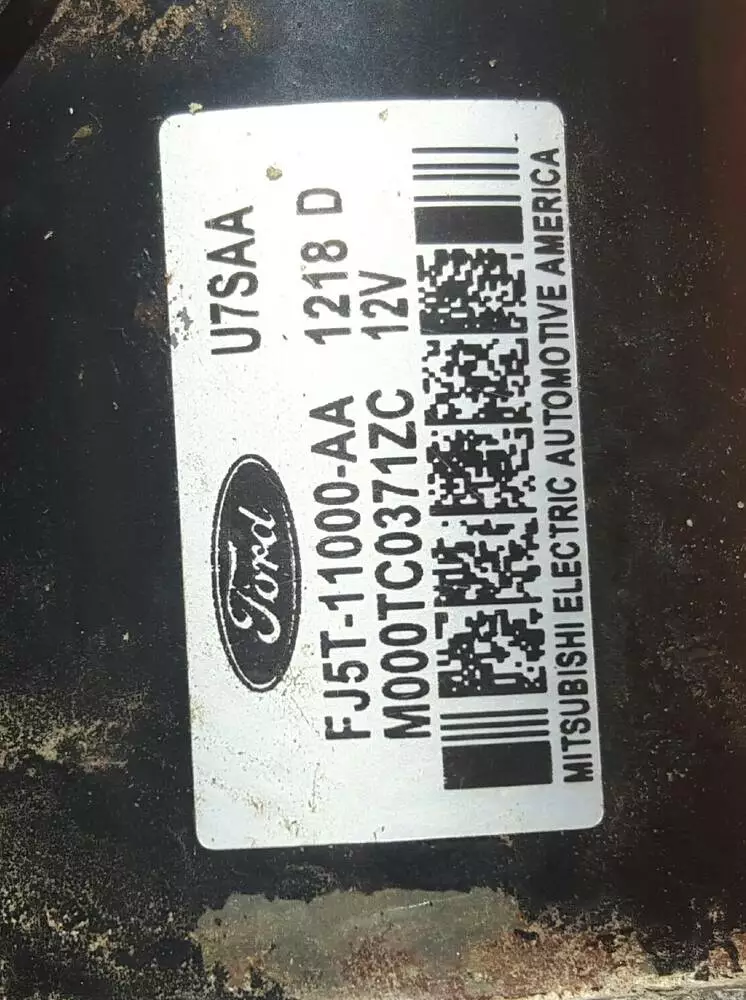 U7SAA
Ford
FJ5T-11000-AA 1218 D
M000TC0371ZC 12V
MITSUBISHI ELECTRIC AUTOMOTIVE AMERICA